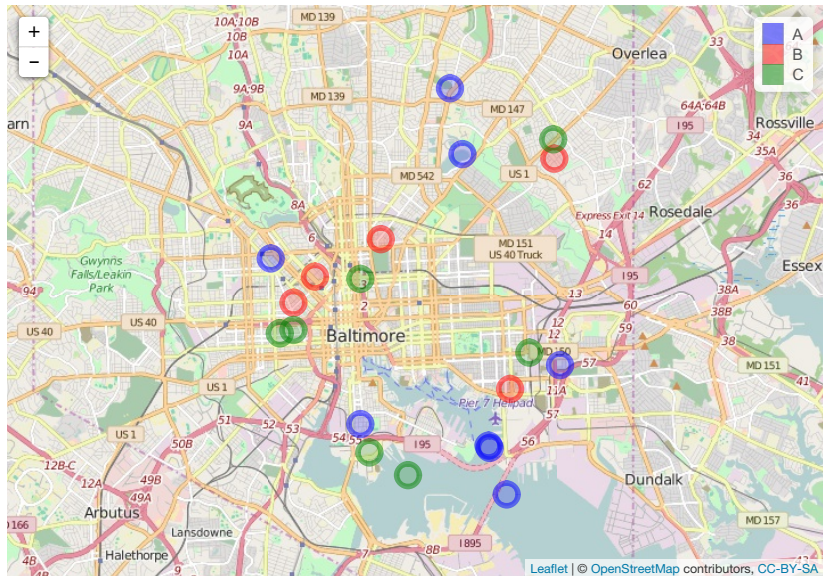 +
−
A
B
C
10A;10B
10B
10A
MD 139
Overlea
33
9A;9B
9B
9A
MD 139
MD 147
64A;64B
I 95
Rossville
34
35A
36
arn
MD 542
US 1
62
8A
6
Express Exit 14
14
Rosedale
36
Gwynns
Falls/Leakin
Park
MD 151
US 40 Truck
I 95
Essex
94
3
2
13
60
38A
38B
US 40
US 40
Baltimore
12
12
59
MD 150
11A
57
MD 151
41
US 1
Pier 7 Helipad
57
51
52
53
54
55
I 95
56
US 1
50B
12B-C
12A
49B
49A
Dundalk
Arbutus
166
Lansdowne
Halethorpe
7
8B
I 895
MD 157
Leaflet | © OpenStreetMap contributors, CC-BY-SA